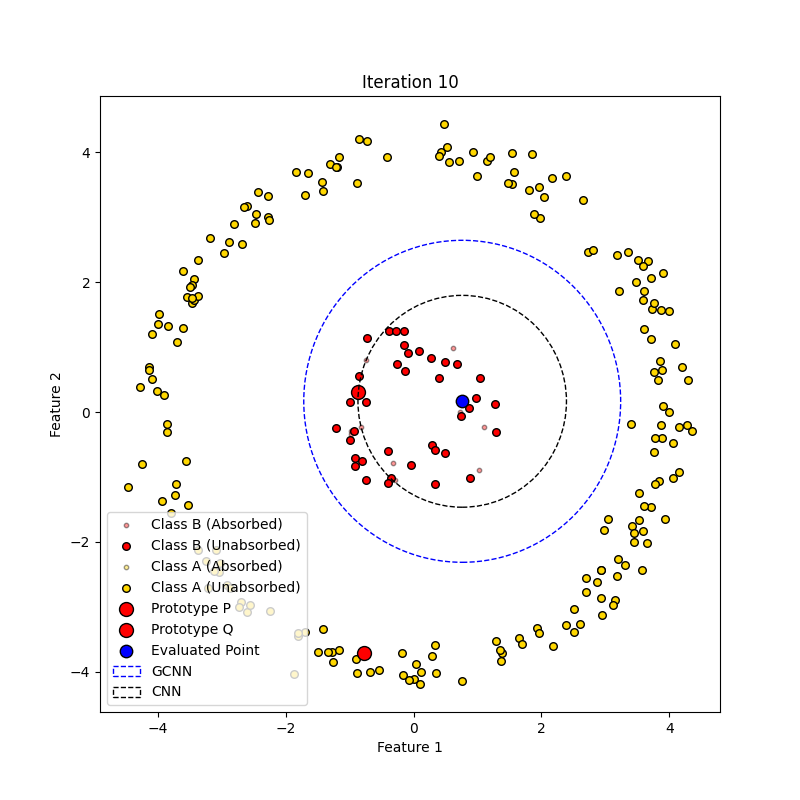 Iteration 10
Feature 2
4
2
0
−2
−4
Class B (Absorbed)
Class B (Unabsorbed)
Class A (Absorbed)
Class A (Unabsorbed)
Prototype P
Prototype Q
Evaluated Point
GCNN
CNN
−4 −2 0 2 4
Feature 1